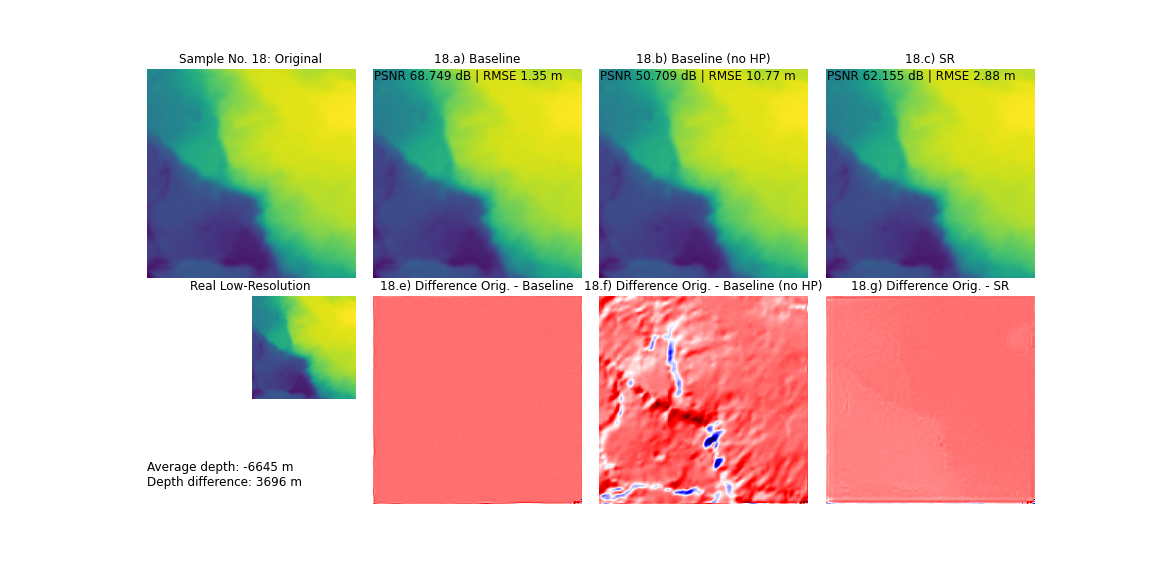 Sample No. 18: Original
18.a) Baseline
18.b) Baseline (no HP)
18.c) SR
PSNR 68.749 dB | RMSE 1.35 m
PSNR 50.709 dB | RMSE 10.77 m
PSNR 62.155 dB | RMSE 2.88 m
Real Low-Resolution
18.e) Difference Orig. - Baseline
18.f) Difference Orig. - Baseline (no HP)
18.g) Difference Orig. - SR
Average depth: -6645 m
Depth difference: 3696 m